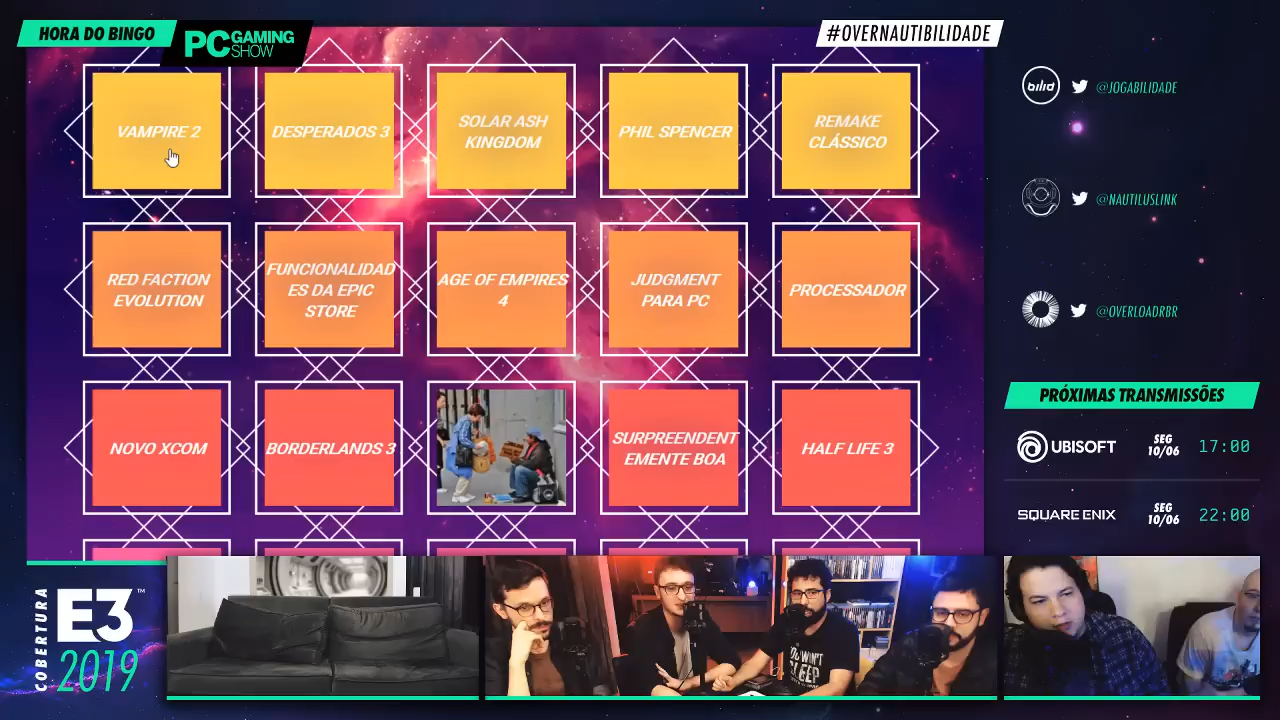 HORA DO BINGO
PC GAMING
SHOW
#OVERNAUTIBILIDADE
VAMPIRE 2
DESPERADOS 3
SOLAR ASH
KINGDOM
PHIL SPENCER
REMAKE
CLÁSSICO
RED FACTION
EVOLUTION
FUNCIONALIDAD
ES DA EPIC
STORE
AGE OF EMPIRES
4
JUDGMENT
PARA PC
PROCESSADOR
NOVO XCOM
BORDERLANDS 3
SURPREENDENT
EMENTE BOA
HALF LIFE 3
@JOGABILIDADE
@NAUTILUSLINK
@OVERLOADRBR
PRÓXIMAS TRANSMISSÕES
UBISOFT
SEG
10/06
17:00
SQUARE ENIX
SEG
10/06
22:00
COBERTURA
E3™
2019